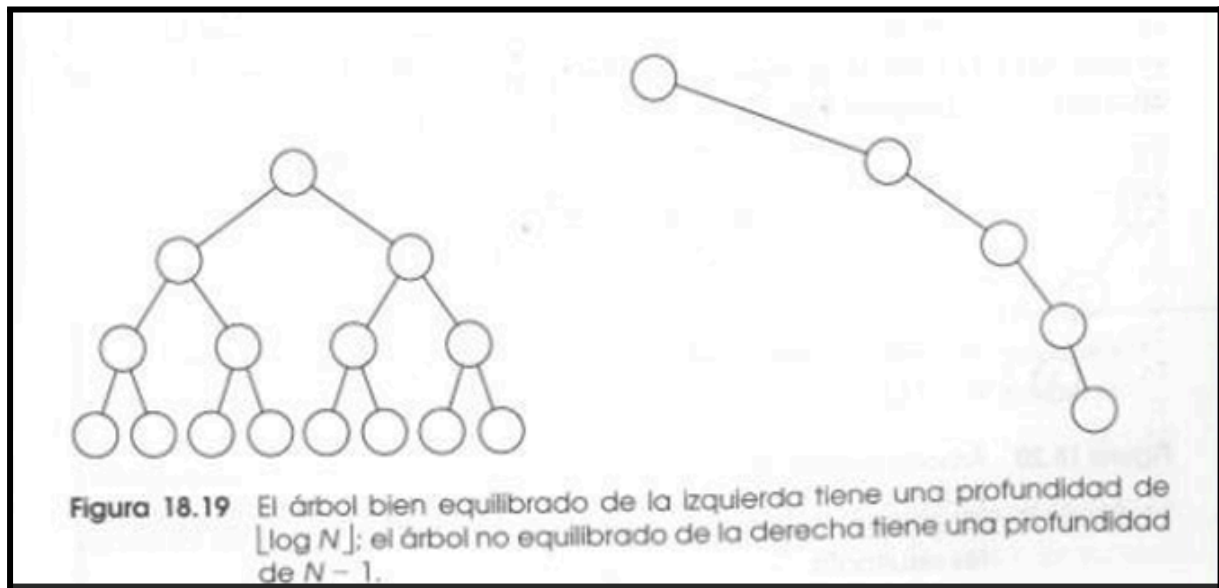 Figura 18.19 El árbol bien equilibrado de la izquierda tiene una profundidad de
⌊log N⌋; el árbol no equilibrado de la derecha tiene una profundidad
de N – 1.